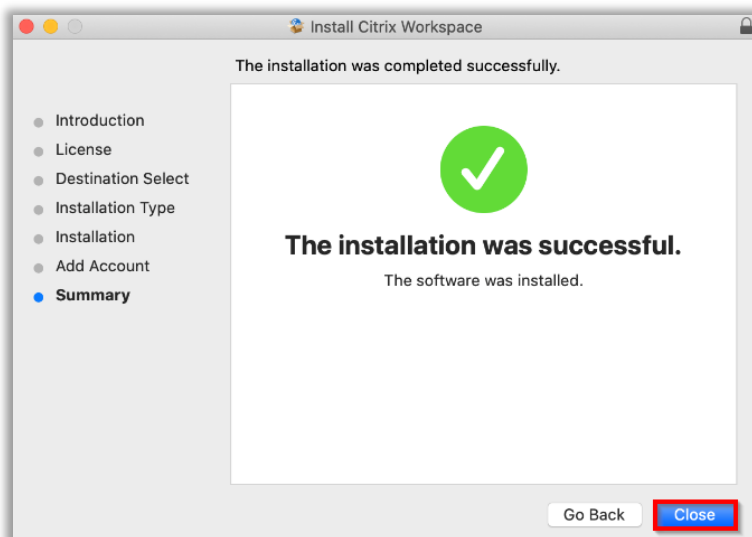 Install Citrix Workspace
The installation was completed successfully.
Introduction
License
Destination Select
Installation Type
Installation
Add Account
Summary
The installation was successful.
The software was installed.
Go Back
Close